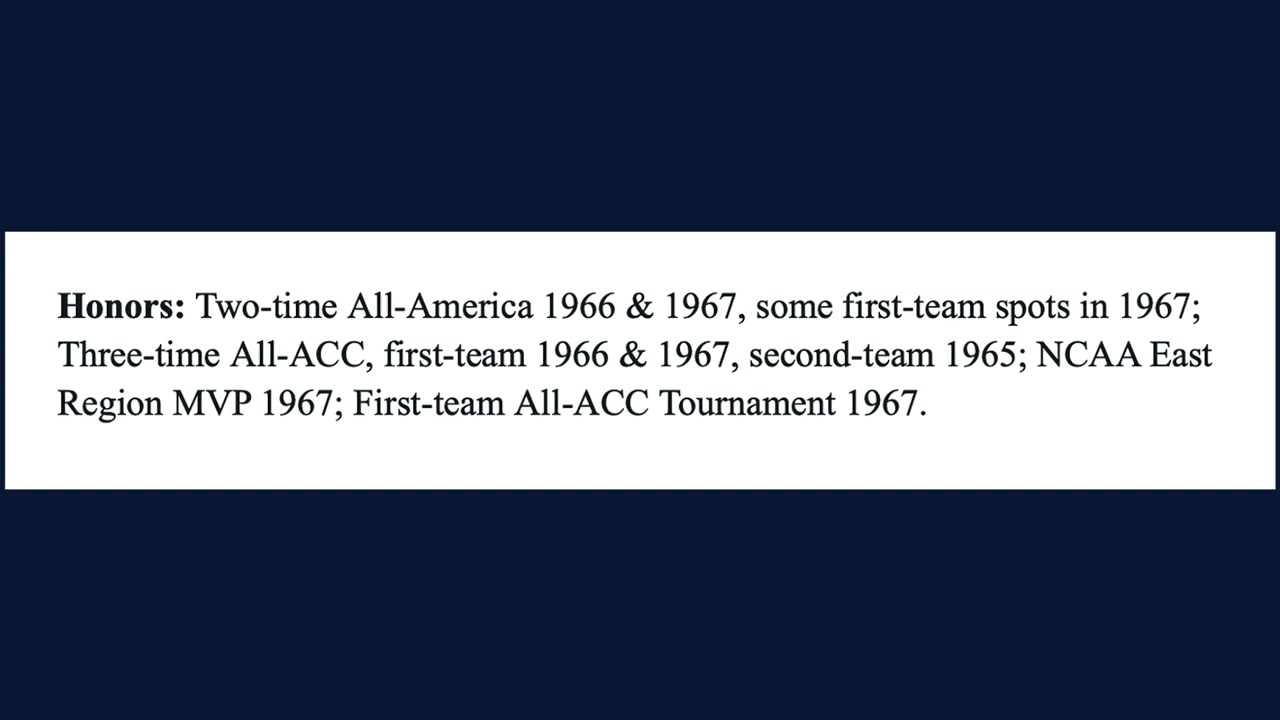 Honors: Two-time All-America 1966 & 1967, some first-team spots in 1967;
Three-time All-ACC, first-team 1966 & 1967, second-team 1965; NCAA East
Region MVP 1967; First-team All-ACC Tournament 1967.